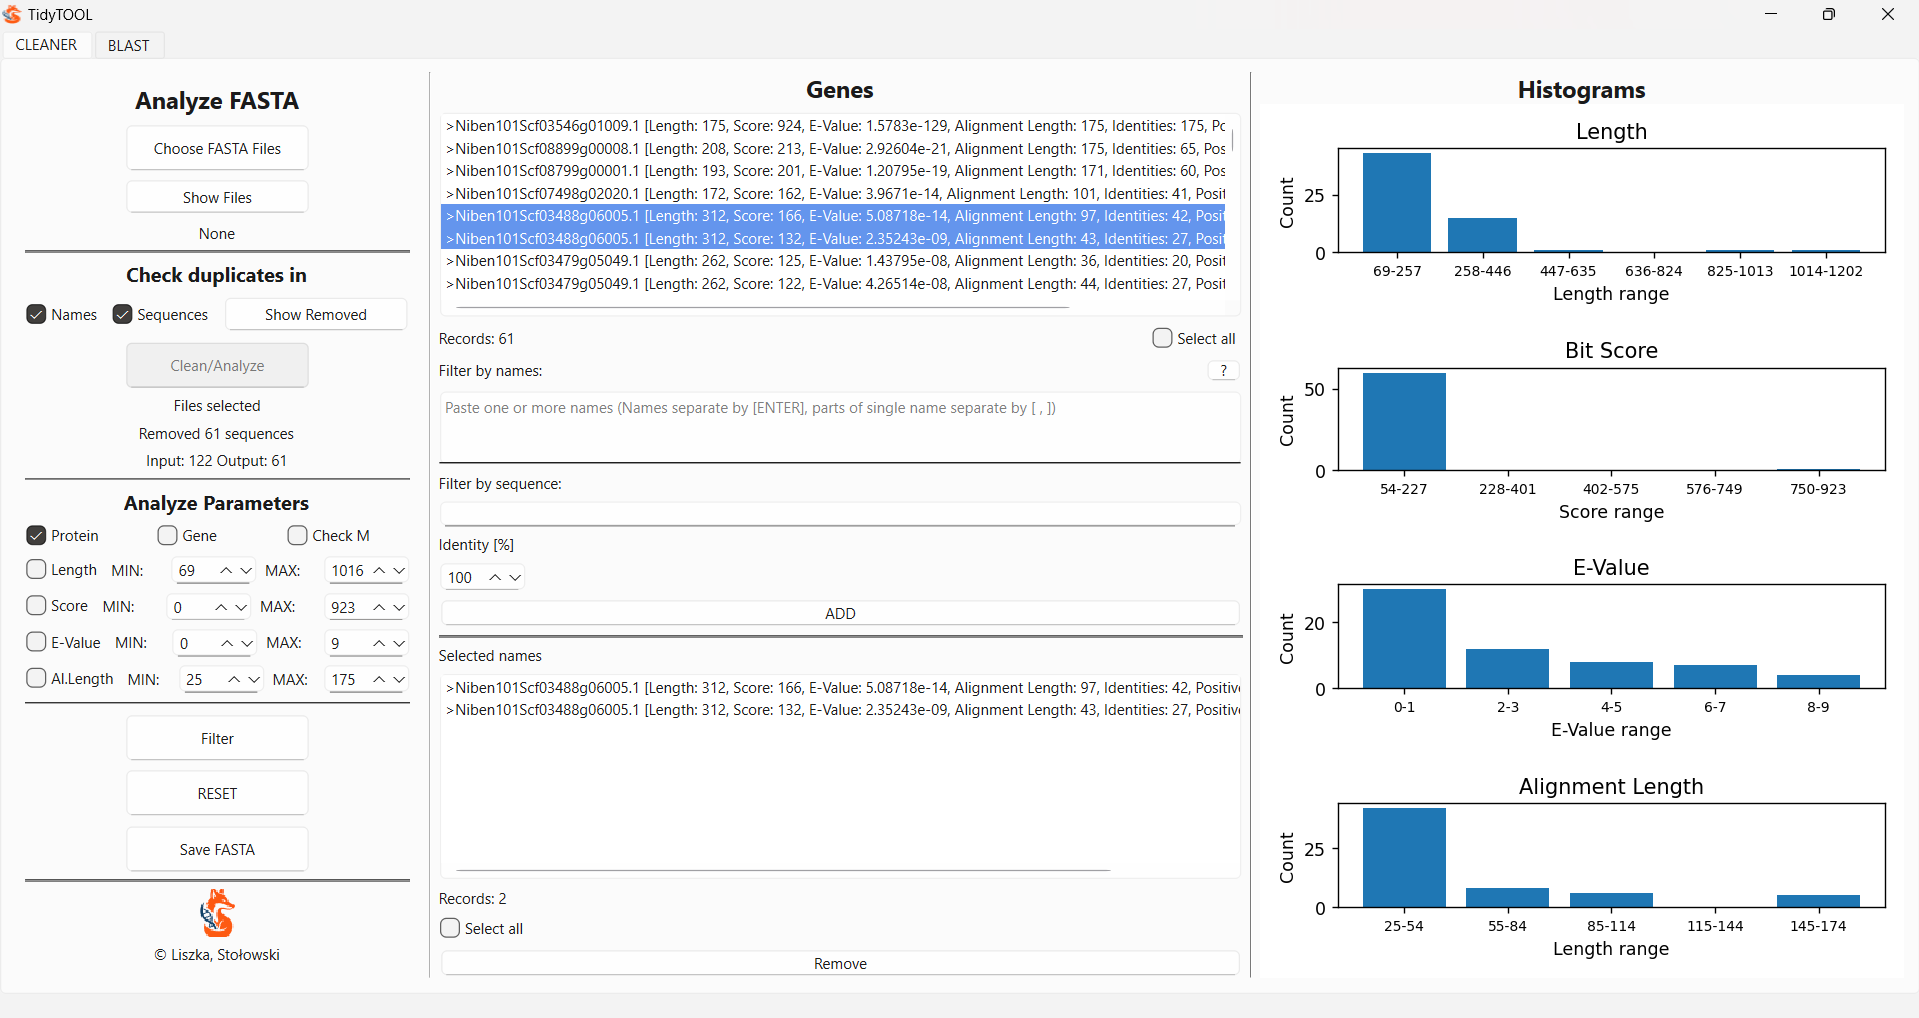 TidyTOOL
CLEANER BLAST
Analyze FASTA
Choose FASTA Files
Show Files
None
Check duplicates in
Names Sequences Show Removed
Clean/Analyze
Files selected
Removed 61 sequences
Input: 122 Output: 61
Analyze Parameters
Protein Gene Check M
Length MIN: 69 MAX: 1016
Score MIN: 0 MAX: 923
E-Value MIN: 0 MAX: 9
Al.Length MIN: 25 MAX: 175
Filter
RESET
Save FASTA
© Liszka, Stołowski
Genes
>Niben101Scf03546g01009.1 [Length: 175, Score: 924, E-Value: 1.5783e-129, Alignment Length: 175, Identities: 175, Pc
>Niben101Scf08899g00008.1 [Length: 208, Score: 213, E-Value: 2.92604e-21, Alignment Length: 175, Identities: 65, Pos
>Niben101Scf08799g00001.1 [Length: 193, Score: 201, E-Value: 1.20795e-19, Alignment Length: 171, Identities: 60, Pos
>Niben101Scf07498g02020.1 [Length: 172, Score: 162, E-Value: 3.9671e-14, Alignment Length: 101, Identities: 41, Posit
>Niben101Scf03488g06005.1 [Length: 312, Score: 166, E-Value: 5.08718e-14, Alignment Length: 97, Identities: 42, Posit
>Niben101Scf03488g06005.1 [Length: 312, Score: 132, E-Value: 2.35243e-09, Alignment Length: 43, Identities: 27, Posit
>Niben101Scf03479g05049.1 [Length: 262, Score: 125, E-Value: 1.43795e-08, Alignment Length: 36, Identities: 20, Posit
>Niben101Scf03479g05049.1 [Length: 262, Score: 122, E-Value: 4.26514e-08, Alignment Length: 44, Identities: 27, Posit
Records: 61 Select all
Filter by names: ?
Paste one or more names (Names separate by [ENTER], parts of single name separate by [ , ])
Filter by sequence:
Identity [%]
100
ADD
Selected names
>Niben101Scf03488g06005.1 [Length: 312, Score: 166, E-Value: 5.08718e-14, Alignment Length: 97, Identities: 42, Positive
>Niben101Scf03488g06005.1 [Length: 312, Score: 132, E-Value: 2.35243e-09, Alignment Length: 43, Identities: 27, Positive
Records: 2
Select all
Remove
Histograms
Length
Count
25
0
69-257 258-446 447-635 636-824 825-1013 1014-1202
Length range
Bit Score
Count
50
0
54-227 228-401 402-575 576-749 750-923
Score range
E-Value
Count
20
0
0-1 2-3 4-5 6-7 8-9
E-Value range
Alignment Length
Count
25
0
25-54 55-84 85-114 115-144 145-174
Length range